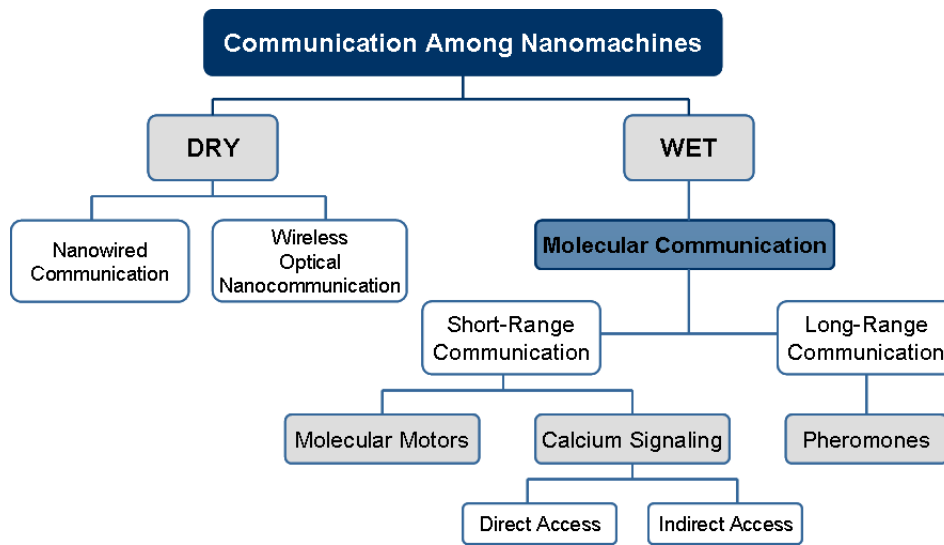 Communication Among Nanomachines
DRY
WET
Nanowired
Communication
Wireless
Optical
Nanocommunication
Molecular Communication
Short-Range
Communication
Long-Range
Communication
Molecular Motors
Calcium Signaling
Pheromones
Direct Access
Indirect Access